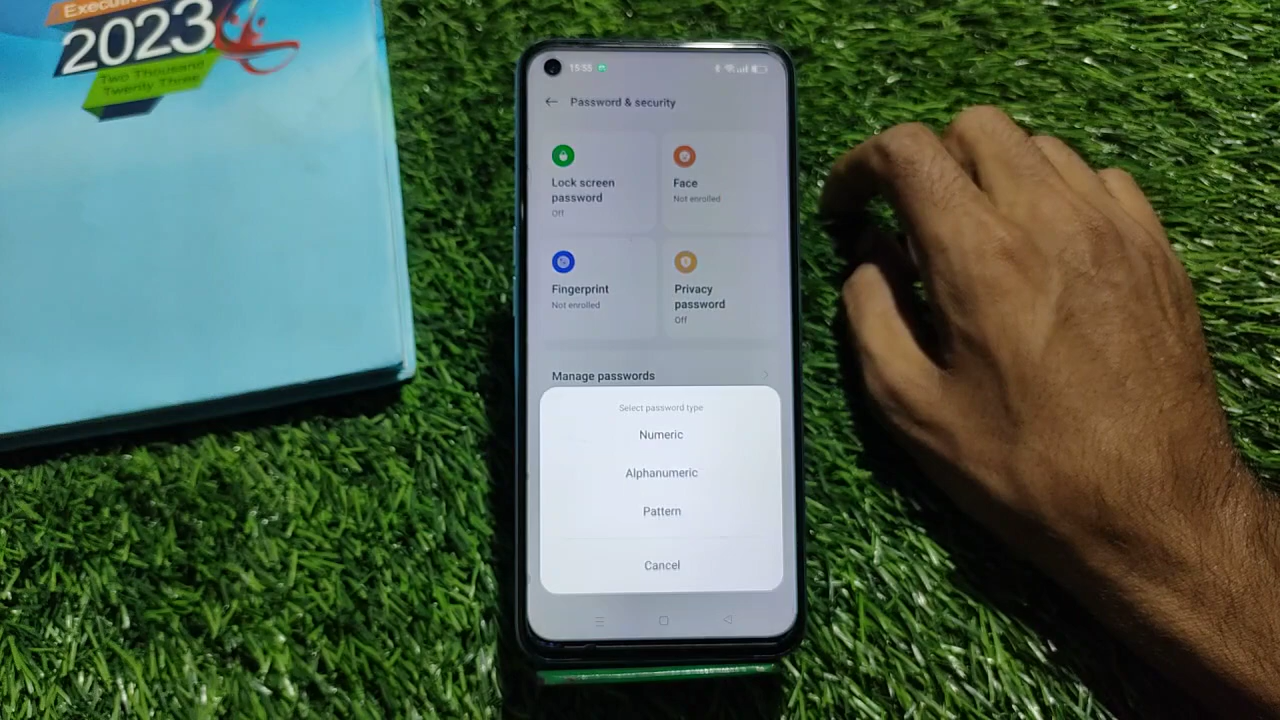 Executive
2023
Two Thousand
Twenty Three
15:55
Password & security
Lock screen
password
Off
Face
Not enrolled
Fingerprint
Not enrolled
Privacy
password
Off
Manage passwords
Select password type
Numeric
Alphanumeric
Pattern
Cancel